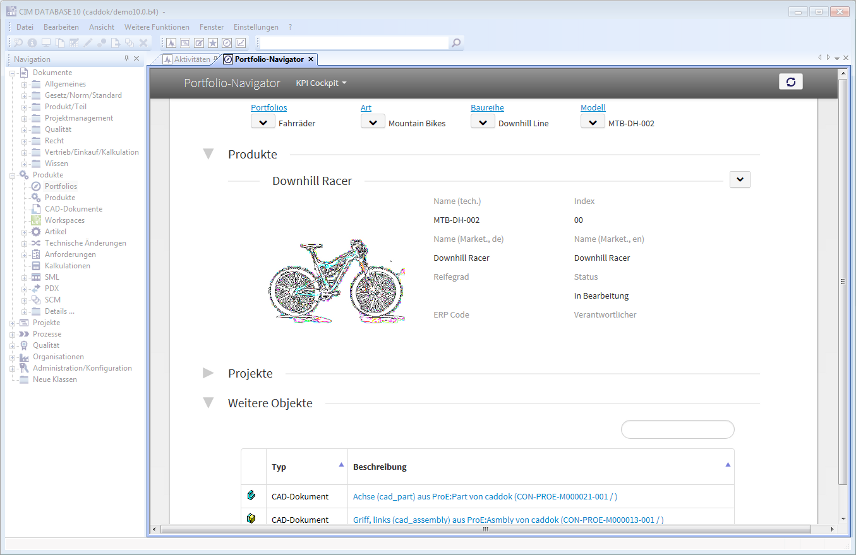 CIM DATABASE 10 (caddok/demo10.0.b4) -
Datei Bearbeiten Ansicht Weitere Funktionen Fenster Einstellungen ?
Navigation
Aktivitäten
Portfolio-Navigator
Dokumente
Allgemeines
Gesetz/Norm/Standard
Produkt/Teil
Projektmanagement
Qualität
Recht
Vertrieb/Einkauf/Kalkulation
Wissen
Produkte
Portfolios
Produkte
CAD-Dokumente
Workspaces
Artikel
Technische Änderungen
Anforderungen
Kalkulationen
SML
PDX
SCM
Details ...
Projekte
Prozesse
Qualität
Organisationen
Administration/Konfiguration
Neue Klassen
Portfolio-Navigator KPI Cockpit
Portfolios Art Baureihe Modell
Fahrräder Mountain Bikes Downhill Line MTB-DH-002
Produkte
Downhill Racer
Name (tech.) Index
MTB-DH-002 00
Name (Market., de) Name (Market., en)
Downhill Racer Downhill Racer
Reifegrad Status
In Bearbeitung
ERP Code Verantwortlicher
Projekte
Weitere Objekte
Typ Beschreibung
CAD-Dokument Achse (cad_part) aus ProE:Part von caddok (CON-PROE-M000021-001 / )
CAD-Dokument Griff, links (cad_assembly) aus ProE:Asmbly von caddok (CON-PROE-M000013-001 / )